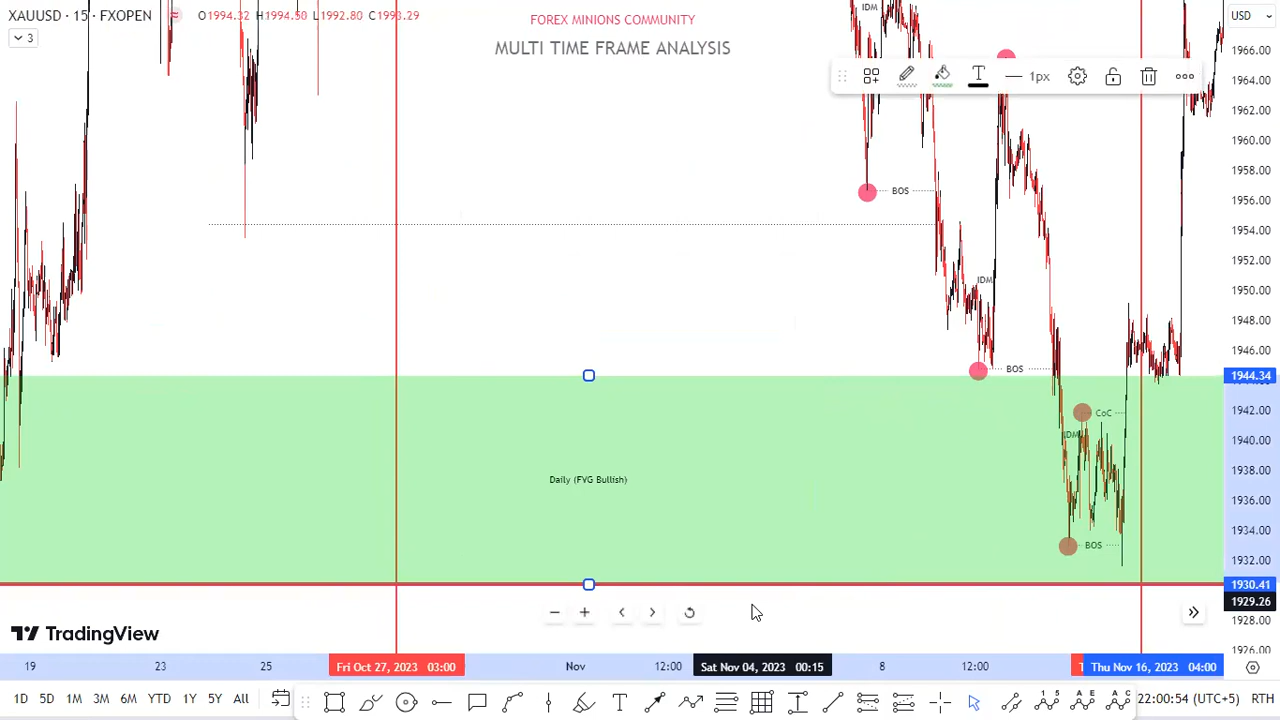 XAUUSD · 15 · FXOPEN O1994.32 H1994.50 L1992.80 C1993.29
3
FOREX MINIONS COMMUNITY
MULTI TIME FRAME ANALYSIS
USD
1px
IDM
BOS
IDM
BOS
CoC
IDM
Daily (FVG Bullish)
BOS
1966.00
1964.00
1962.00
1960.00
1958.00
1956.00
1954.00
1952.00
1950.00
1948.00
1946.00
1944.34
1942.00
1940.00
1938.00
1936.00
1934.00
1932.00
1930.41
1929.26
1928.00
1926.00
TradingView
19 23 25 Fri Oct 27, 2023 03:00 Nov 12:00 Sat Nov 04, 2023 00:15 8 12:00 Thu Nov 16, 2023 04:00
1D 5D 1M 3M 6M YTD 1Y 5Y All
22:00:54 (UTC+5) RTH